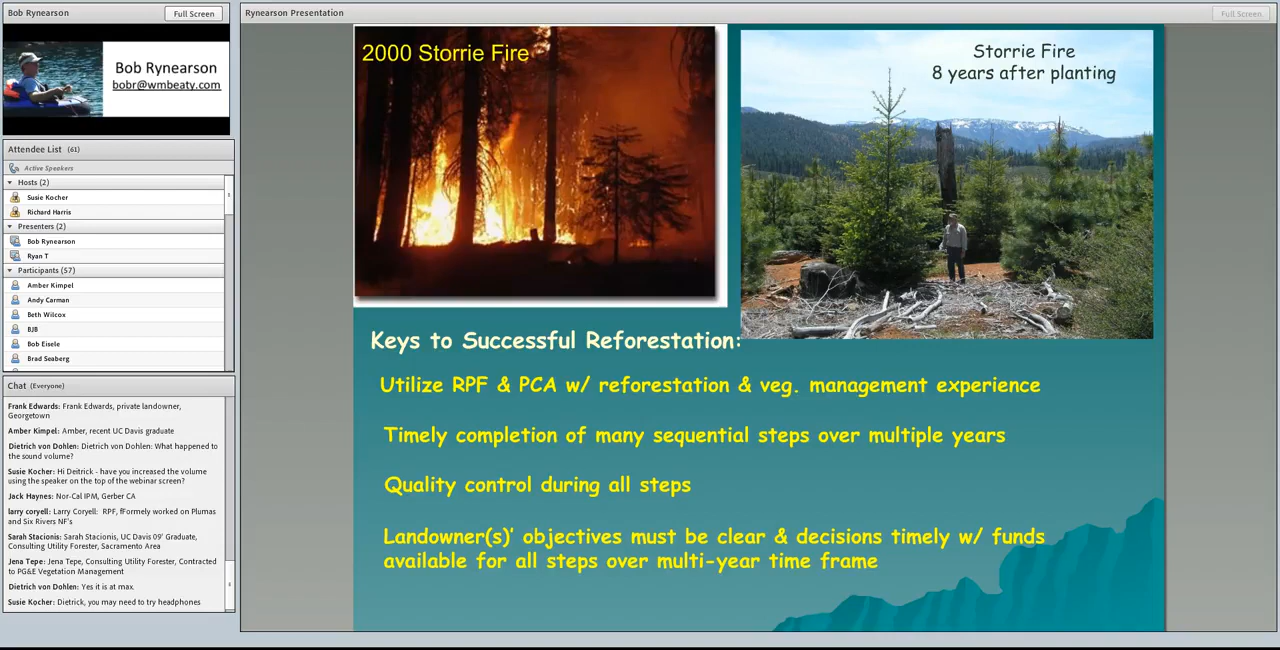 Bob Rynearson
Full Screen
Bob Rynearson
bobr@wmbeaty.com
Attendee List (61)
Active Speakers
Hosts (2)
Susie Kocher
Richard Harris
Presenters (2)
Bob Rynearson
Ryan T
Participants (57)
Amber Kimpel
Andy Carman
Beth Wilcox
BJB
Bob Eisele
Brad Seaberg
Chat (Everyone)
Frank Edwards: Frank Edwards, private landowner,
Georgetown
Amber Kimpel: Amber, recent UC Davis graduate
Dietrich von Dohlen: Dietrich von Dohlen: What happened to
the sound volume?
Susie Kocher: Hi Deitrick - have you increased the volume
using the speaker on the top of the webinar screen?
Jack Haynes: Nor-Cal IPM, Gerber CA
larry coryell: Larry Coryell:  RPF, fFormely worked on Plumas
and Six Rivers NF's
Sarah Stacionis: Sarah Stacionis, UC Davis 09' Graduate,
Consulting Utility Forester, Sacramento Area
Jena Tepe: Jena Tepe, Consulting Utility Forester, Contracted
to PG&E Vegetation Management
Dietrich von Dohlen: Yes it is at max.
Susie Kocher: Dietrick, you may need to try headphones
Rynearson Presentation
Full Screen
2000 Storrie Fire
Storrie Fire
8 years after planting
Keys to Successful Reforestation:
Utilize RPF & PCA w/ reforestation & veg. management experience
Timely completion of many sequential steps over multiple years
Quality control during all steps
Landowner(s)' objectives must be clear & decisions timely w/ funds
available for all steps over multi-year time frame